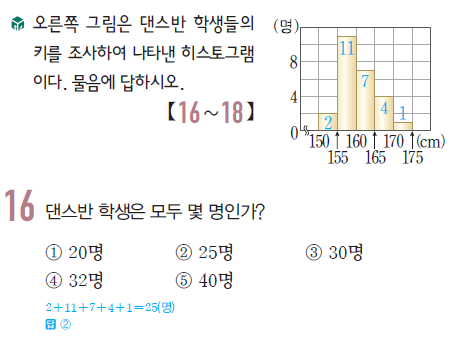 오른쪽 그림은 댄스반 학생들의
키를 조사하여 나타낸 히스토그램
이다. 물음에 답하시오.
【16~18】
(명)
8
4
0
2
11
7
4
1
150 160 170 (cm)
155 165 175
16 댄스반 학생은 모두 몇 명인가?
① 20명 ② 25명 ③ 30명
④ 32명 ⑤ 40명
2+11+7+4+1=25(명)
답 ②